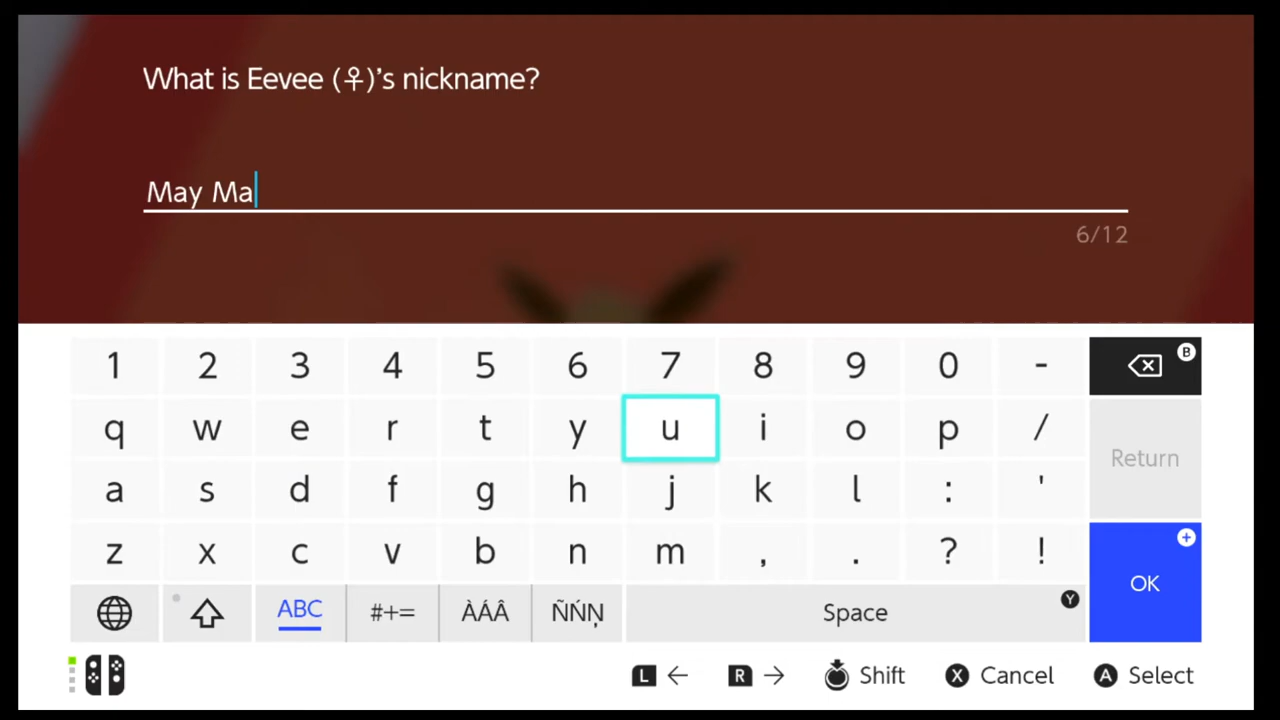 What is Eevee (♀)'s nickname?
May Ma
6/12
1 2 3 4 5 6 7 8 9 0 - B
q w e r t y u i o p / Return
a s d f g h j k l : '
z x c v b n m , . ? ! + OK
ABC #+= ÀÁÂ ÑŃŅ Space Y
L ← R → Shift X Cancel A Select